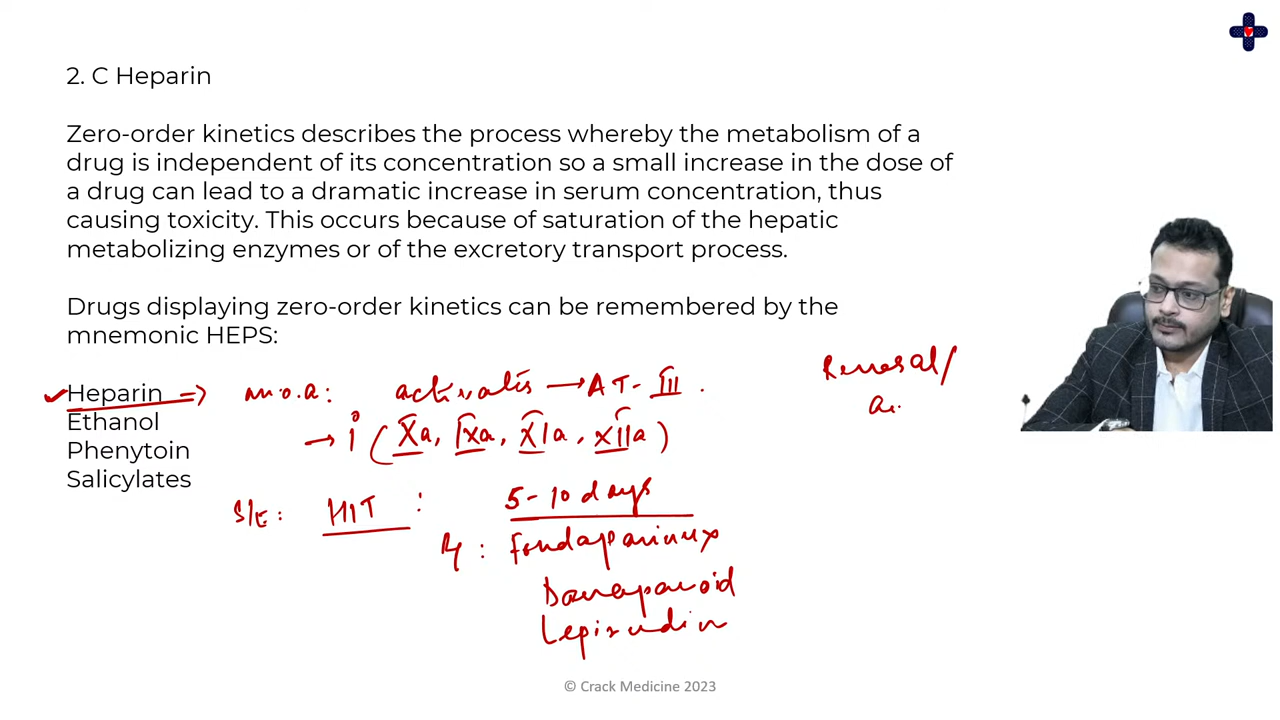 2. C Heparin
Zero-order kinetics describes the process whereby the metabolism of a
drug is independent of its concentration so a small increase in the dose of
a drug can lead to a dramatic increase in serum concentration, thus
causing toxicity. This occurs because of saturation of the hepatic
metabolizing enzymes or of the excretory transport process.
Drugs displaying zero-order kinetics can be remembered by the
mnemonic HEPS:
Heparin => m.o.a: activates → AT-III.
Ethanol
→ i (Xa, IXa, XIa, XIIa)
Phenytoin
Salicylates
S/E: HIT : 5-10 days
Fondaparinux
Danaparoid
Lepirudin
© Crack Medicine 2023